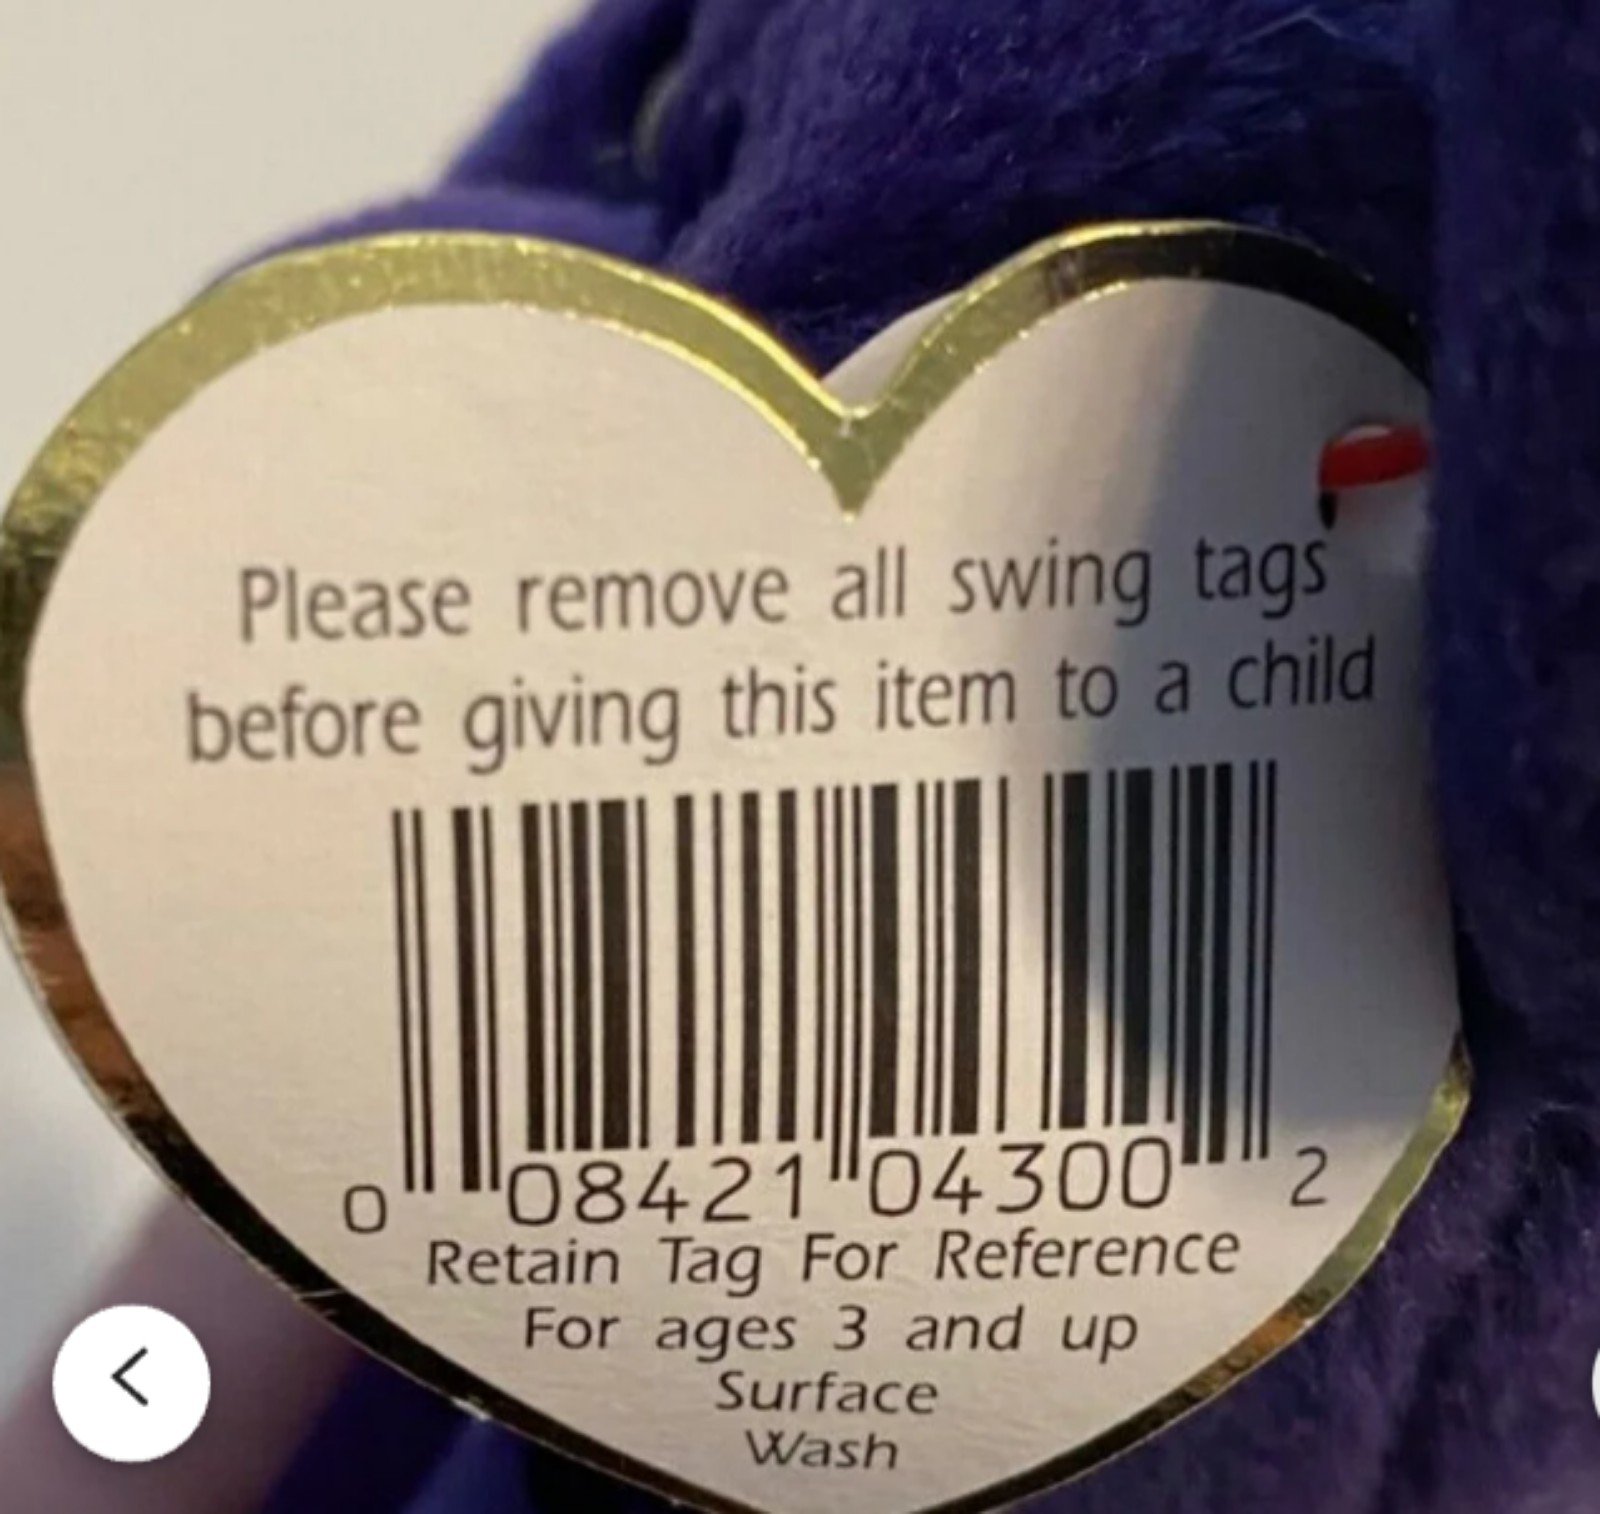 Please remove all swing tags
before giving this item to a child
0 08421 04300 2
Retain Tag For Reference
For ages 3 and up
Surface
Wash